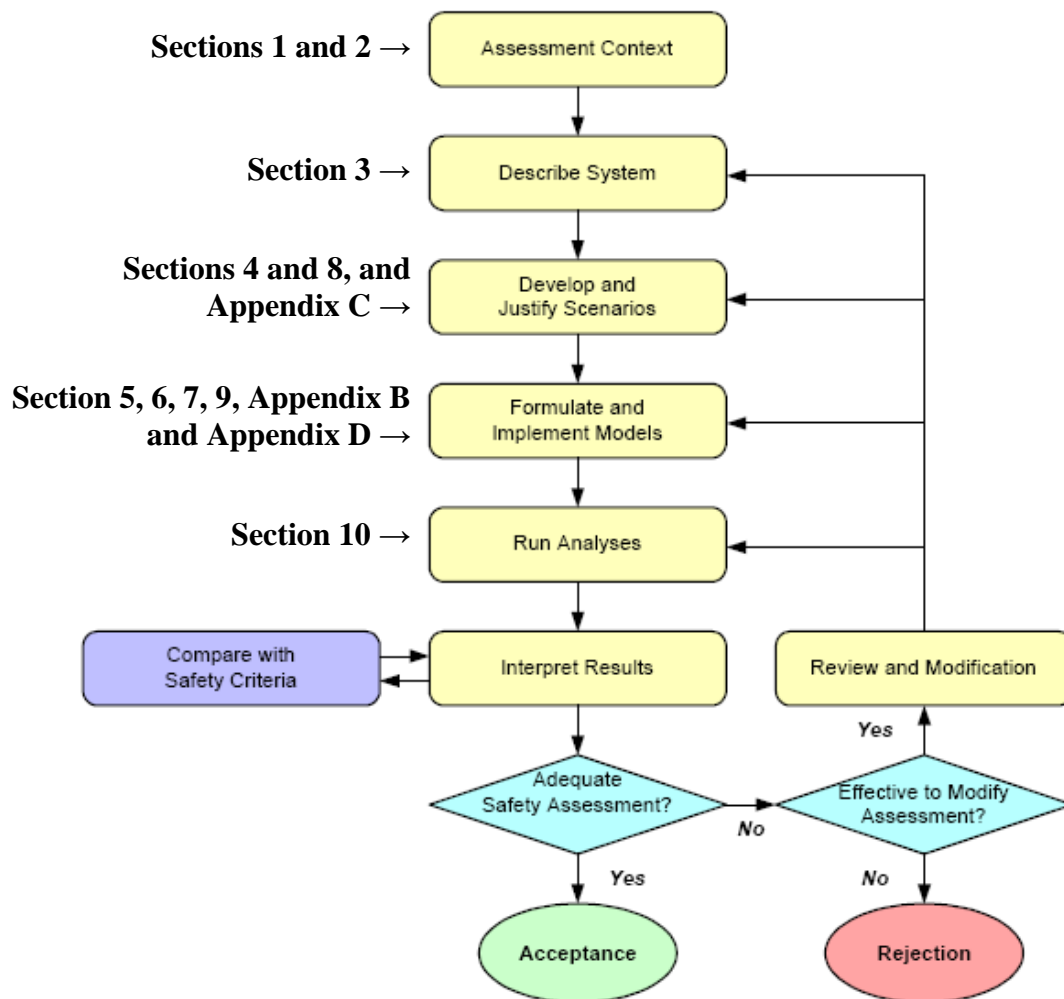 Sections 1 and 2 →
Assessment Context
Section 3 →
Describe System
Sections 4 and 8, and
Appendix C →
Develop and
Justify Scenarios
Section 5, 6, 7, 9, Appendix B
and Appendix D →
Formulate and
Implement Models
Section 10 →
Run Analyses
Compare with
Safety Criteria
Interpret Results
Review and Modification
Yes
Adequate
Safety Assessment?
No
Effective to Modify
Assessment?
Yes
No
Acceptance
Rejection